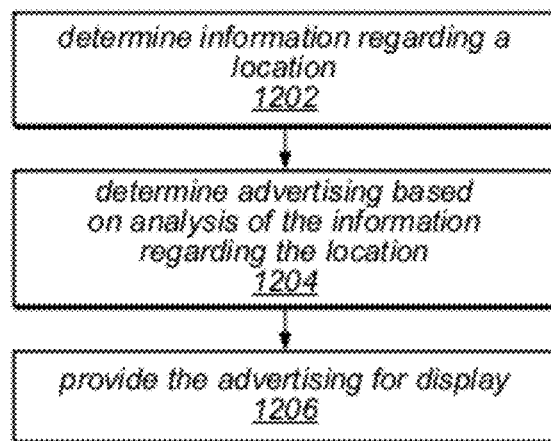 determine information regarding a
location
1202
determine advertising based
on analysis of the information
regarding the location
1204
provide the advertising for display
1206